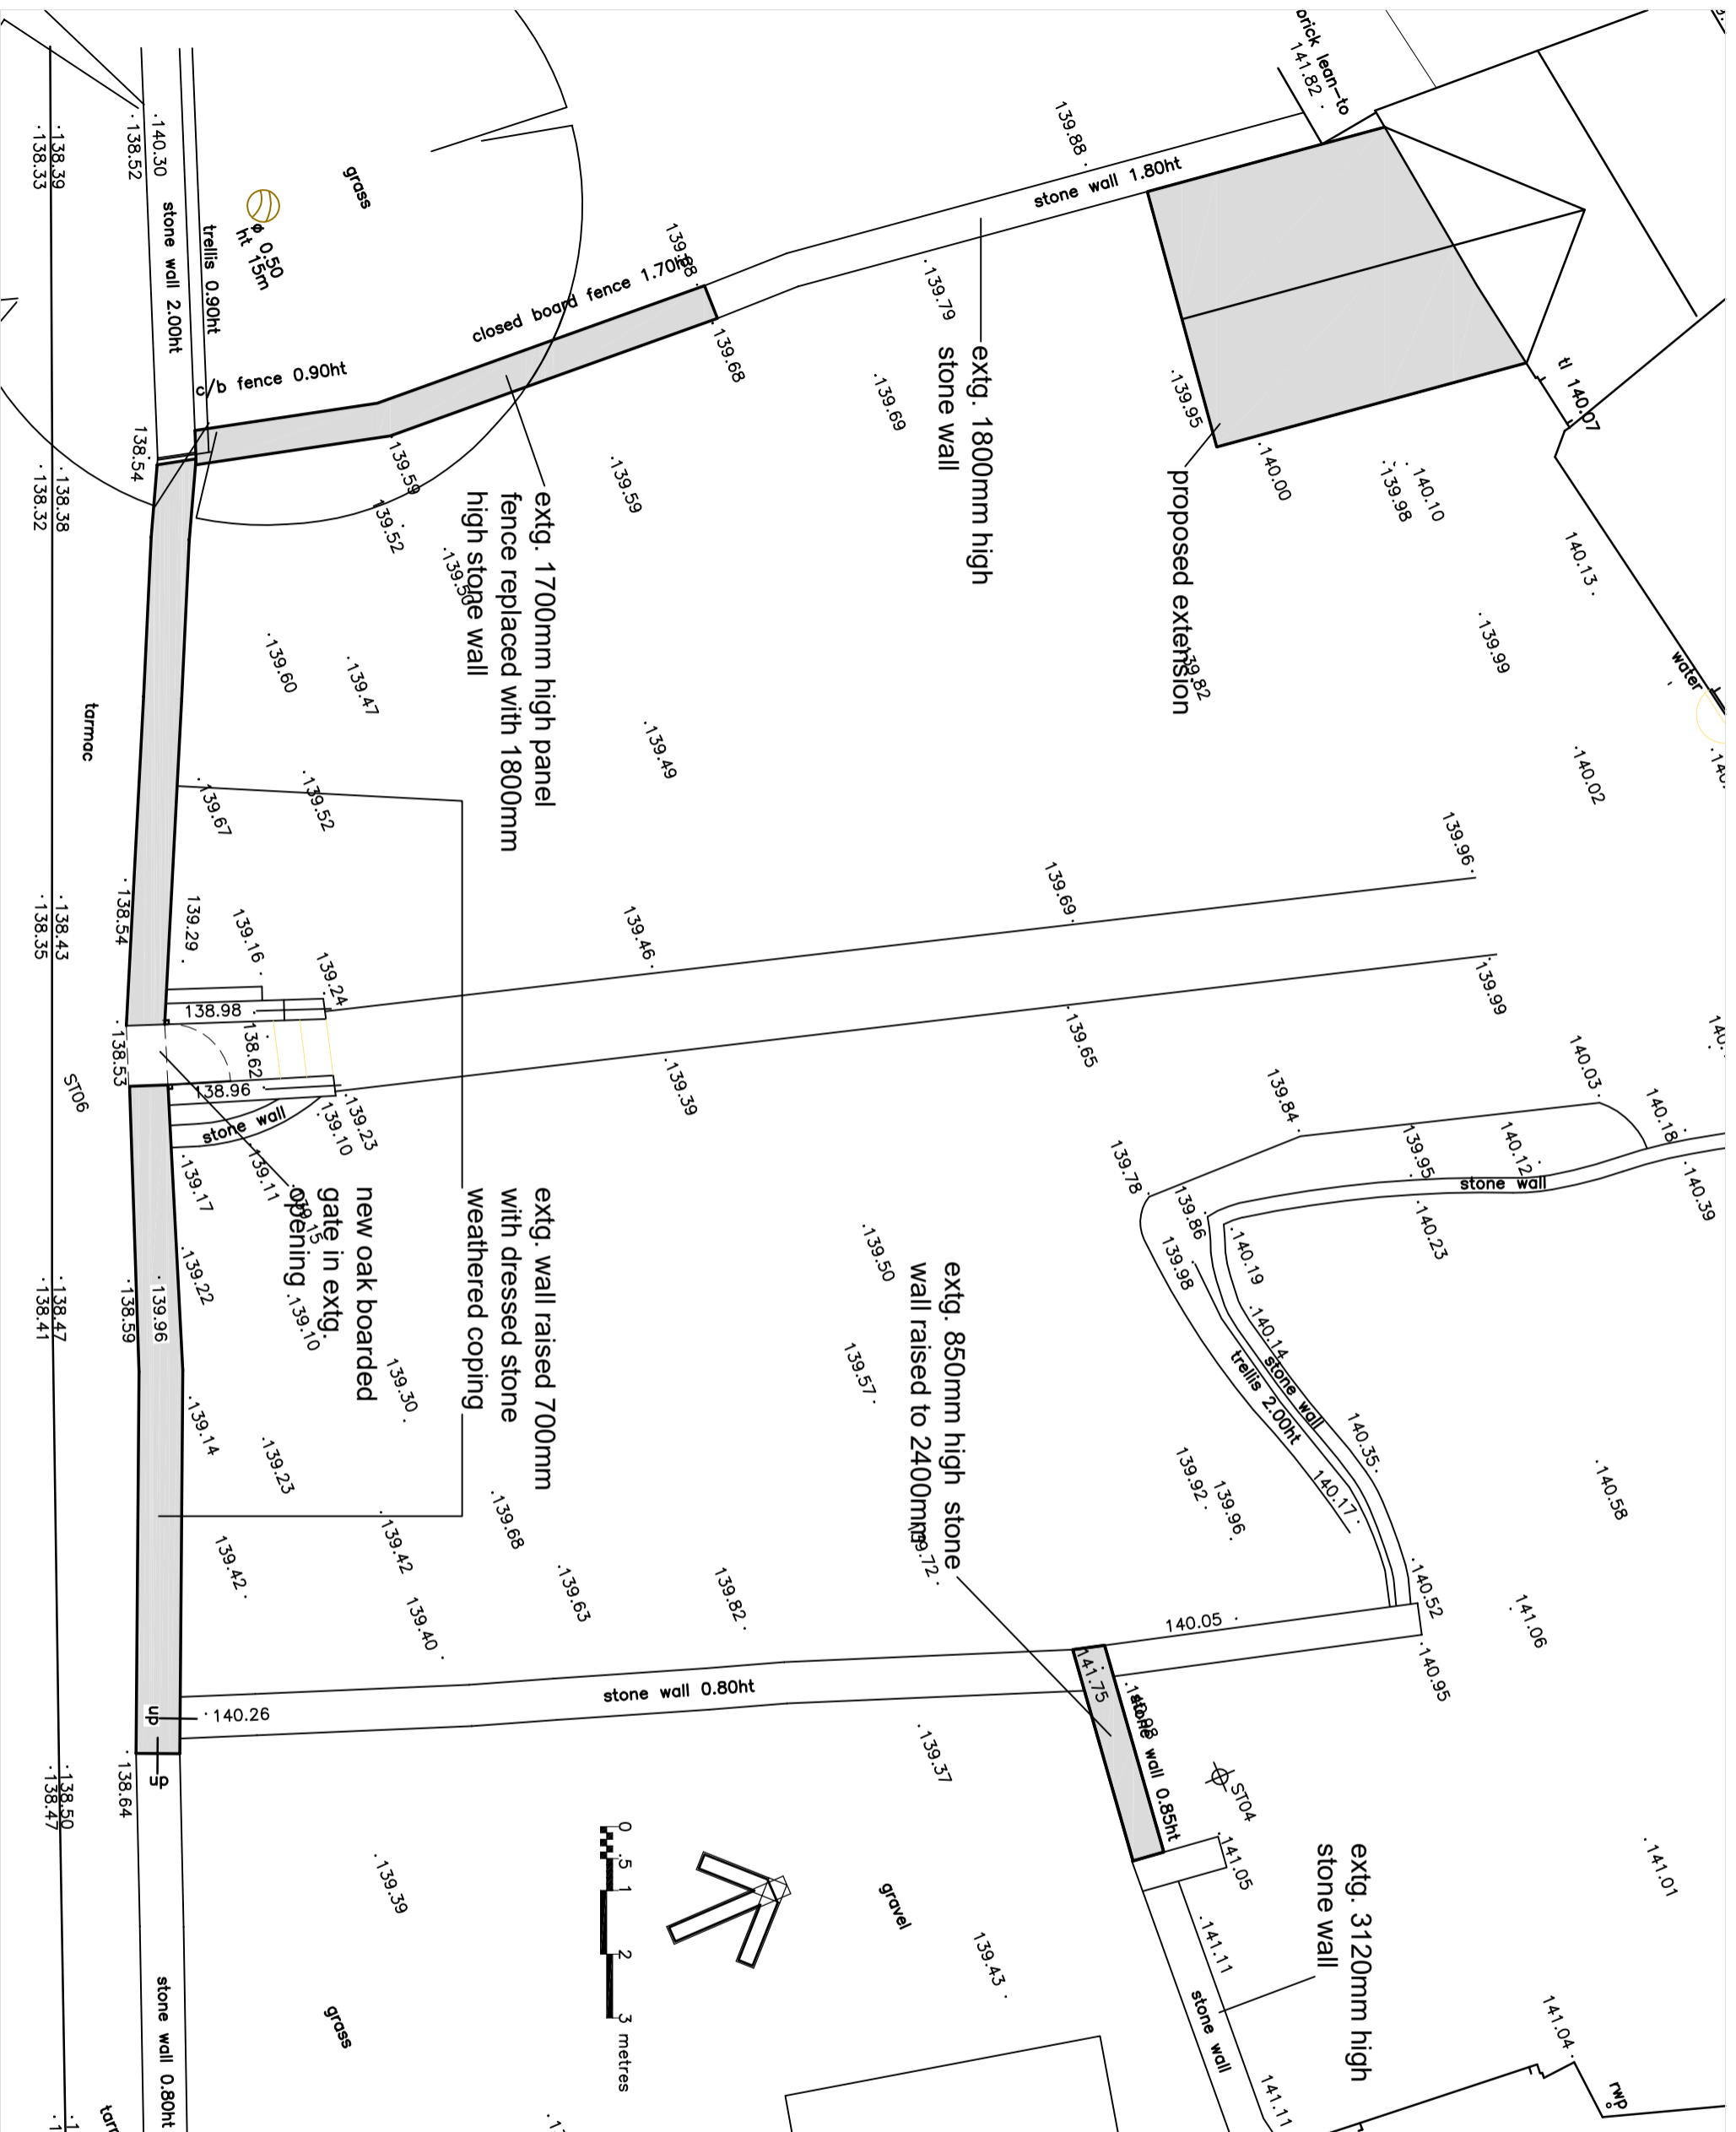 brick lean-to
141.82
139.88
stone wall 1.80ht
extg. 1800mm high
stone wall
139.79
139.69
139.68
closed board fence 1.70ht
grass
ø 0.50
ht 15m
trellis 0.90ht
stone wall 2.00ht
140.30
138.52
138.39
138.33
c/b fence 0.90ht
138.54
138.38
138.32
139.59
139.52
139.50
139.59
extg. 1700mm high panel
fence replaced with 1800mm
high stone wall
proposed extension
139.95
140.00
139.82
tl 140.07
140.10
139.98
140.13
139.99
water
140.02
139.60
139.47
139.49
139.52
139.67
tarmac
138.54
138.43
138.35
139.29
139.16
139.24
139.46
139.69
139.96
139.99
139.65
139.39
138.98
138.62
138.96
138.53
ST06
stone wall
139.23
139.10
139.11
139.17
139.15
139.22
139.10
new oak boarded
gate in extg.
opening
extg. wall raised 700mm
with dressed stone
weathered coping
138.47
138.41
138.59
139.96
139.14
139.30
139.23
139.42
139.42
139.40
139.68
139.63
139.82
139.50
139.57
extg. 850mm high stone
wall raised to 2400mm
139.72
139.84
139.78
139.86
139.98
140.03
140.18
139.95
140.12
stone wall
140.39
140.23
140.19
140.14
stone wall
trellis 2.00ht
140.35
140.17
139.92
139.96
140.58
140.52
141.06
140.95
140.05
141.75
stone wall 0.85ht
stone wall 0.80ht
140.26
up
up
138.64
138.50
138.47
139.37
139.39
ST04
141.05
141.11
141.01
extg. 3120mm high
stone wall
stone wall
141.11
141.04
rwp
gravel
139.43
0 .5 1 2 3 metres
grass
stone wall 0.80ht